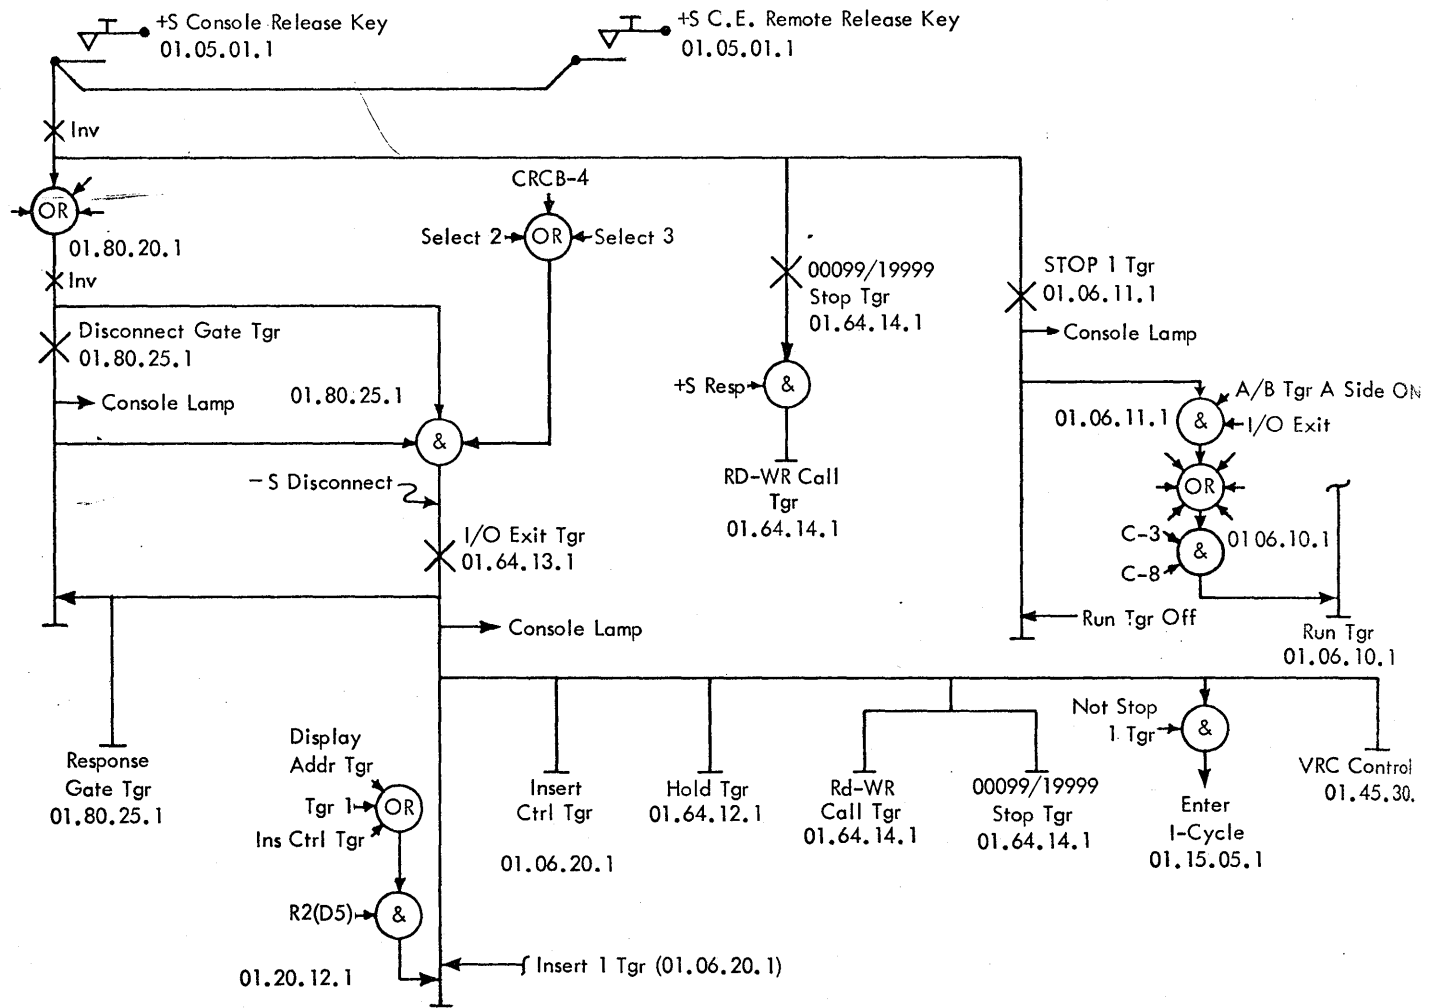 +S Console Release Key
01.05.01.1
+S C.E. Remote Release Key
01.05.01.1
Inv
OR
01.80.20.1
Inv
CRCB-4
Select 2
OR
Select 3
00099/19999
Stop Tgr
01.64.14.1
STOP 1 Tgr
01.06.11.1
Console Lamp
Disconnect Gate Tgr
01.80.25.1
Console Lamp
01.80.25.1
&
+S Resp
&
RD-WR Call
Tgr
01.64.14.1
A/B Tgr A Side ON
01.06.11.1
&
I/O Exit
OR
C-3
&
C-8
01 06.10.1
-S Disconnect
I/O Exit Tgr
01.64.13.1
Console Lamp
Run Tgr Off
Run Tgr
01.06.10.1
Response
Gate Tgr
01.80.25.1
Display
Addr Tgr
Tgr 1
OR
Ins Ctrl Tgr
R2(D5)
&
01.20.12.1
Insert 1 Tgr (01.06.20.1)
Insert
Ctrl Tgr
01.06.20.1
Hold Tgr
01.64.12.1
Rd-WR
Call Tgr
01.64.14.1
00099/19999
Stop Tgr
01.64.14.1
Not Stop
1 Tgr
&
Enter
I-Cycle
01.15.05.1
VRC Control
01.45.30.